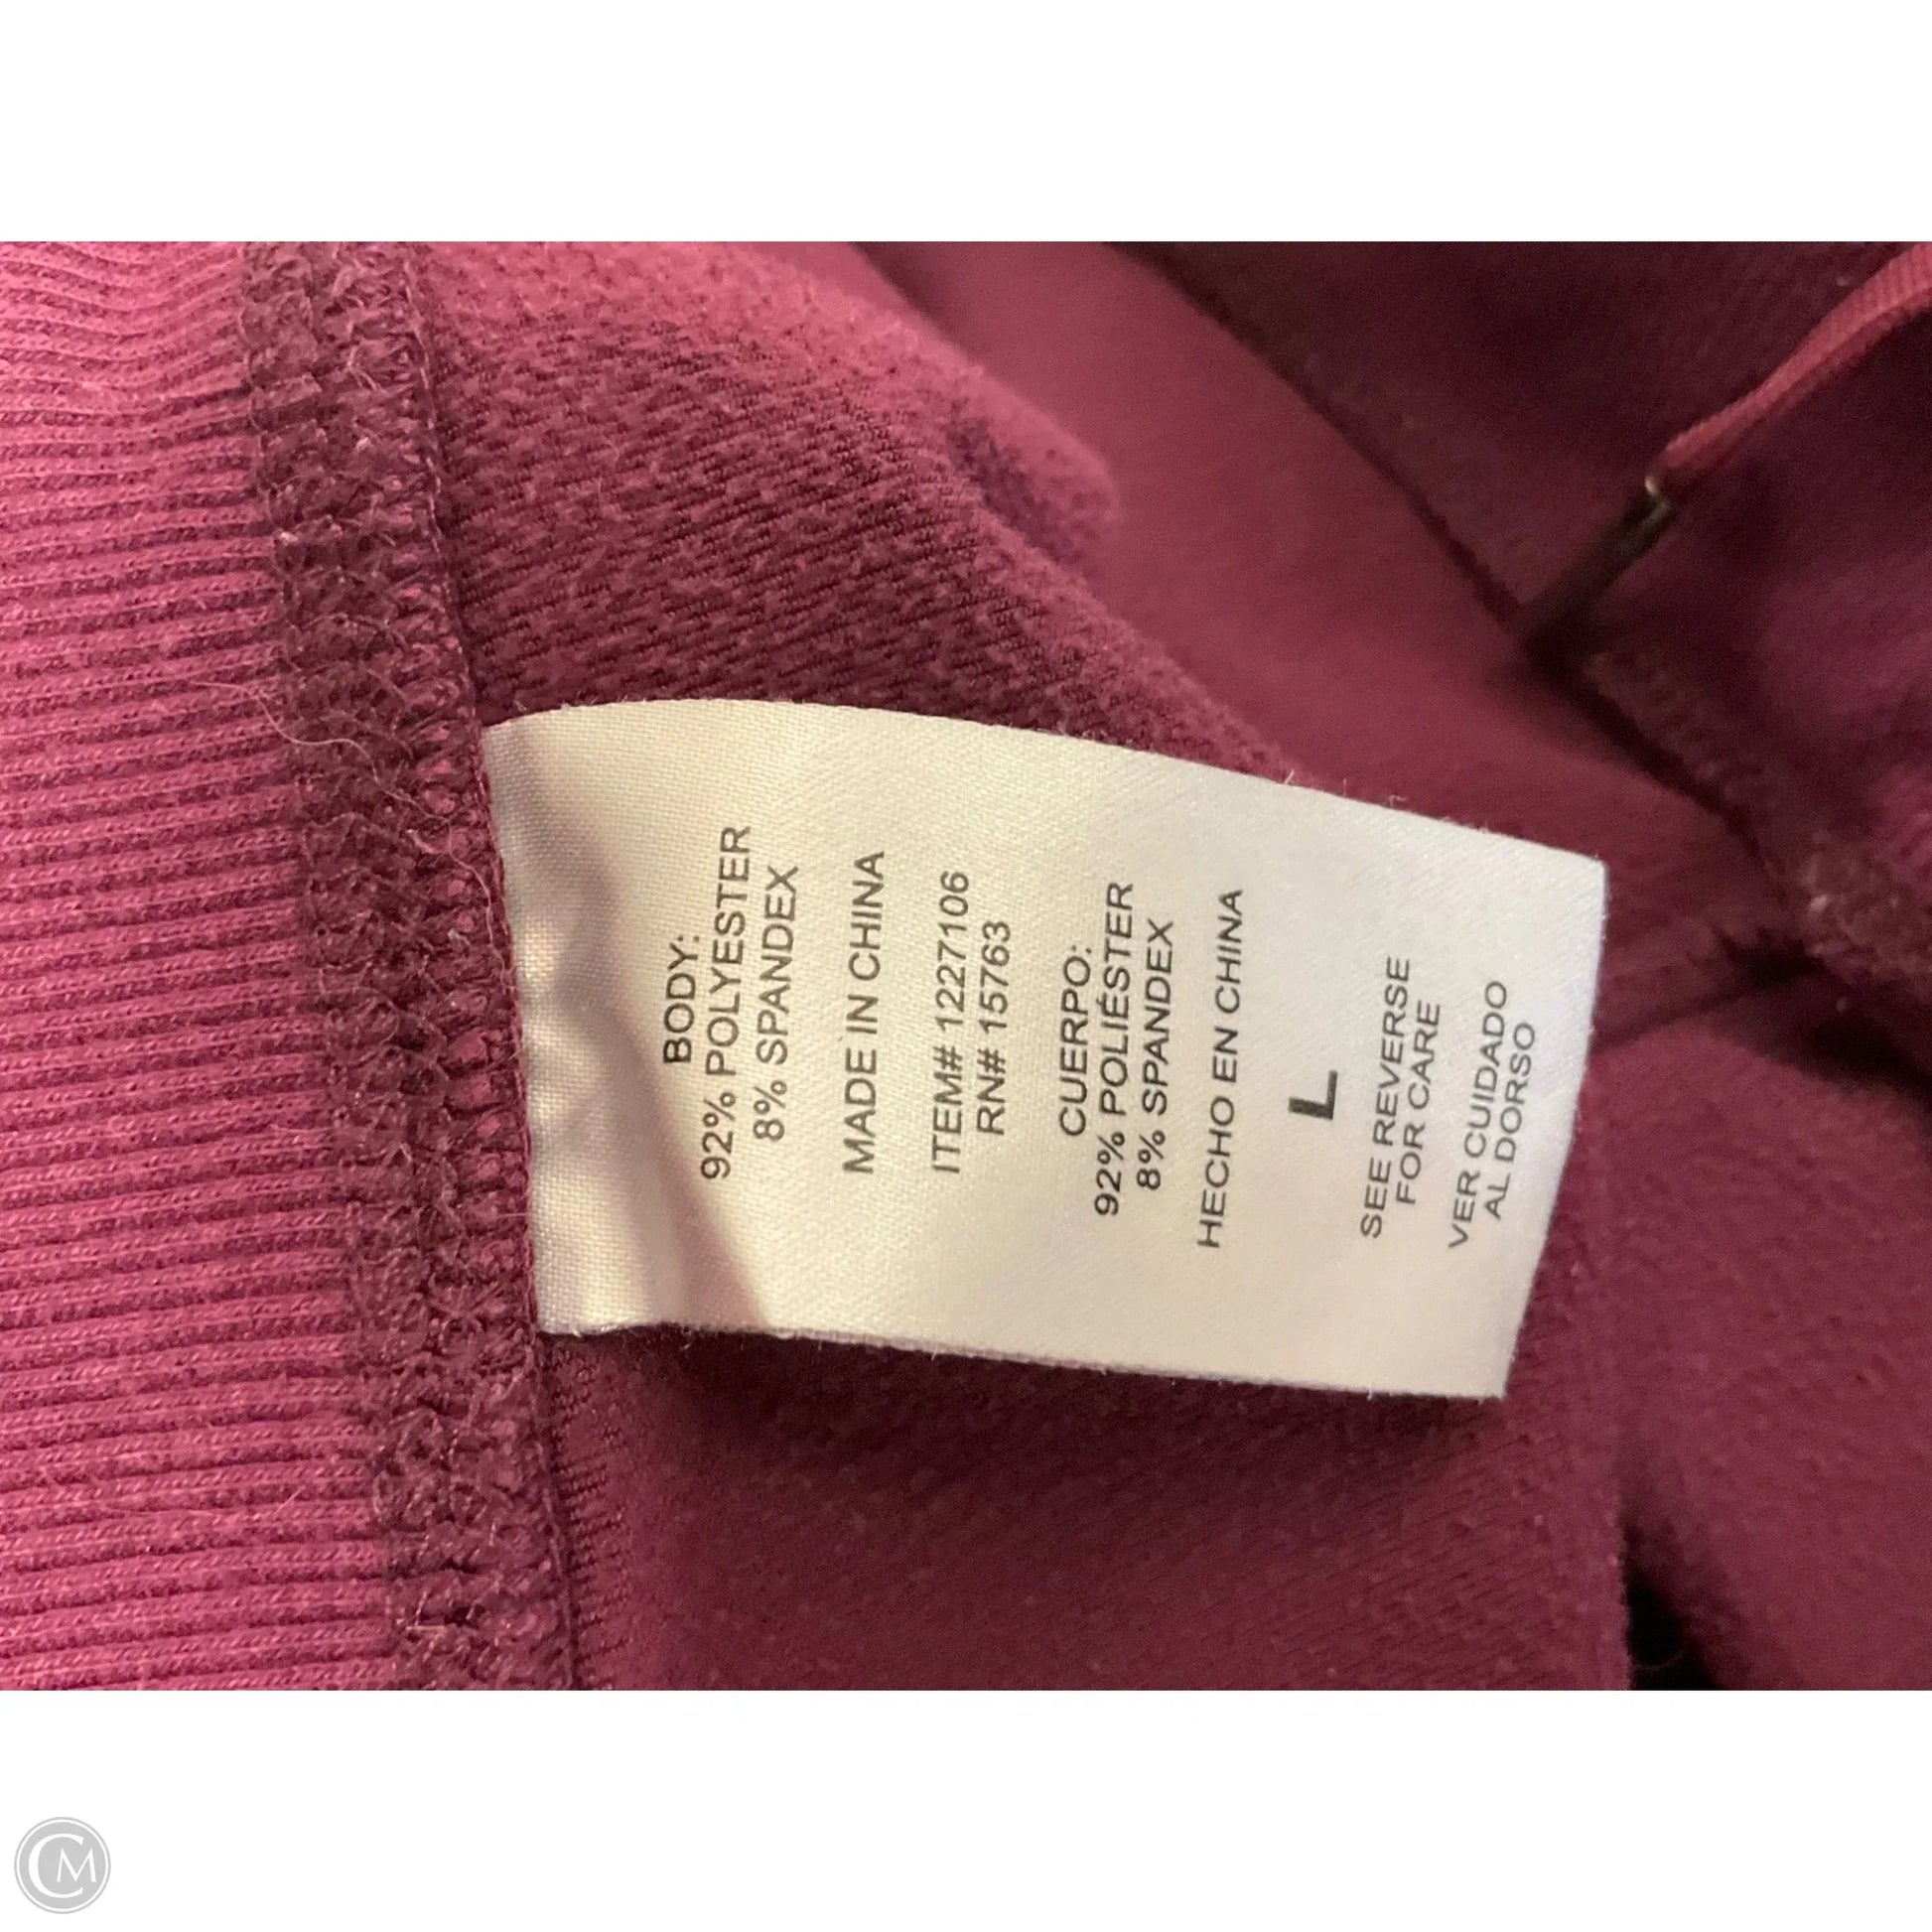 BODY:
92% POLYESTER
8% SPANDEX
MADE IN CHINA
ITEM# 1227106
RN# 15763
CUERPO:
92% POLIÉSTER
8% SPANDEX
HECHO EN CHINA
L
SEE REVERSE
FOR CARE
VER CUIDADO
AL DORSO
CM